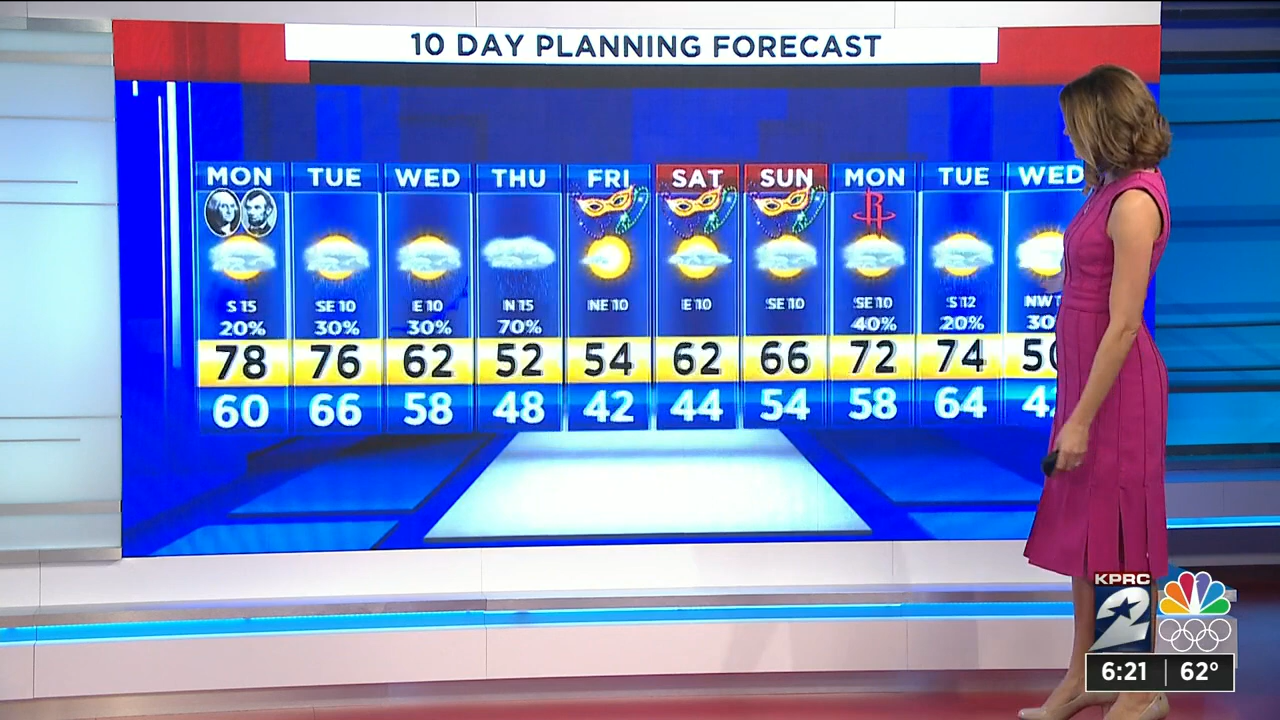 10 DAY PLANNING FORECAST
MON TUE WED THU FRI SAT SUN MON TUE WED
S 15 SE 10 E 10 N 15 NE 10 E 10 SE 10 SE 10 S 12
20% 30% 30% 70% 40% 20%
78 76 62 52 54 62 66 72 74
60 66 58 48 42 44 54 58 64
KPRC
2
6:21 62°